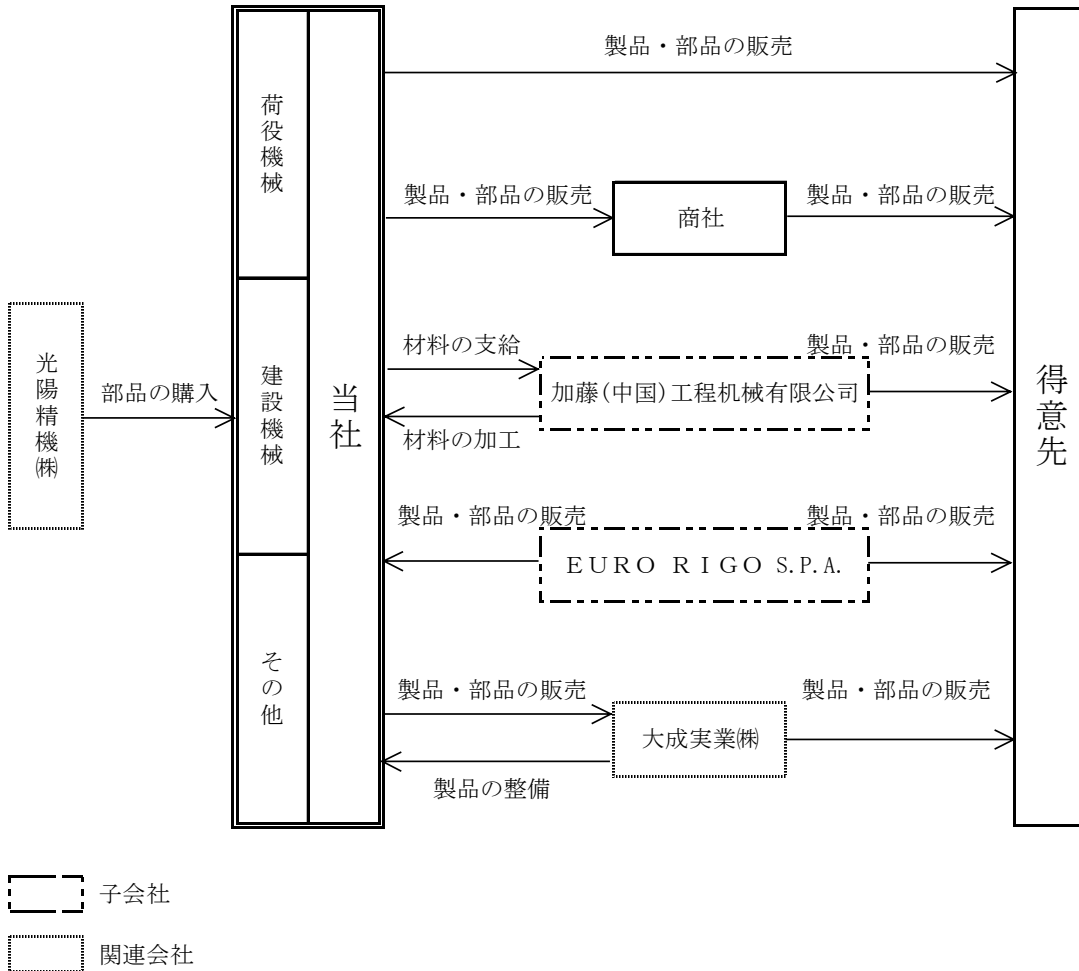 製品・部品の販売
荷役機械
製品・部品の販売
商社
製品・部品の販売
光陽精機㈱
部品の購入
建設機械
当社
材料の支給
材料の加工
加藤(中国)工程机械有限公司
製品・部品の販売
得意先
製品・部品の販売
EURO RIGO S.P.A.
製品・部品の販売
その他
製品・部品の販売
大成実業㈱
製品・部品の販売
製品の整備
子会社
関連会社